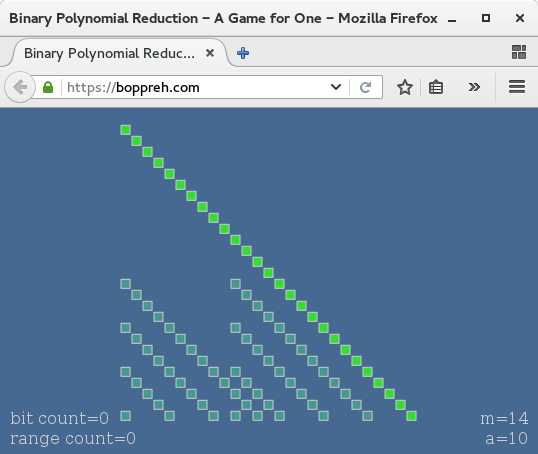 Binary Polynomial Reduction – A Game for One – Mozilla Firefox
Binary Polynomial Reduc...
https://boppreh.com
bit count=0
m=14
range count=0
a=10